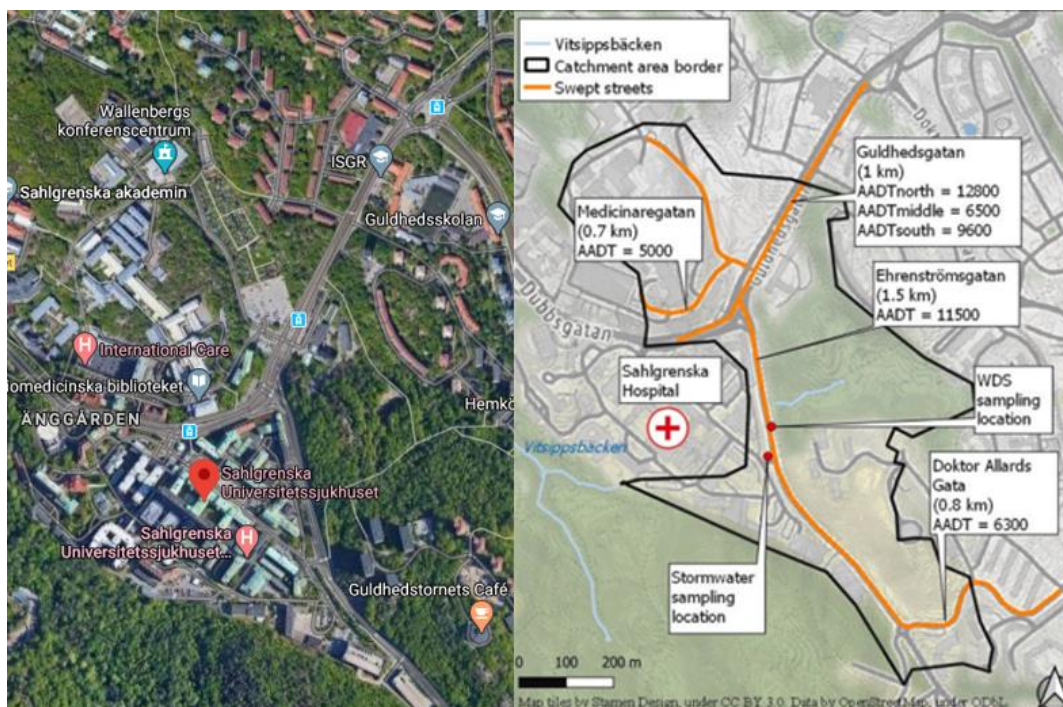 Wallenbergs
konferenscentrum
Sahlgrenska akademin
ISGR
Guldhedsskolan
International Care
iomedicinska biblioteket
ÄNGGÅRDEN
Hemkö
Sahlgrenska
Universitetssjukhuset
Sahlgrenska
Universitetssjukhuset...
Guldhedstornets Café
Vitsippsbäcken
Catchment area border
Swept streets
Guldhedsgatan
(1 km)
AADTnorth = 12800
AADTmiddle = 6500
AADTsouth = 9600
Medicinaregatan
(0.7 km)
AADT = 5000
Guldhedsga
Dubbsgatan
Ehrenströmsgatan
(1.5 km)
AADT = 11500
Sahlgrenska
Hospital
WDS
sampling
location
Vitsippsbäcken
Doktor Allards
Gata
(0.8 km)
AADT = 6300
Stormwater
sampling
location
0 100 200 m
Map tiles by Stamen Design, under CC BY 3.0. Data by OpenStreetMap, under ODbL.